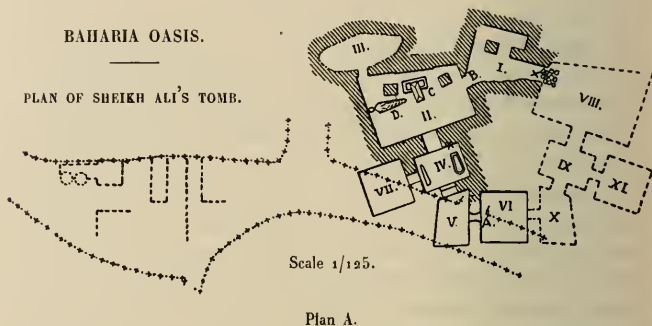 BAHARIA OASIS.
PLAN OF SHEIKH ALI'S TOMB.
III.
I.
B.
C
D.
II.
VIII.
IV.
VII
IX
XI
V.
A.
VI
X
Scale 1/125.
Plan A.